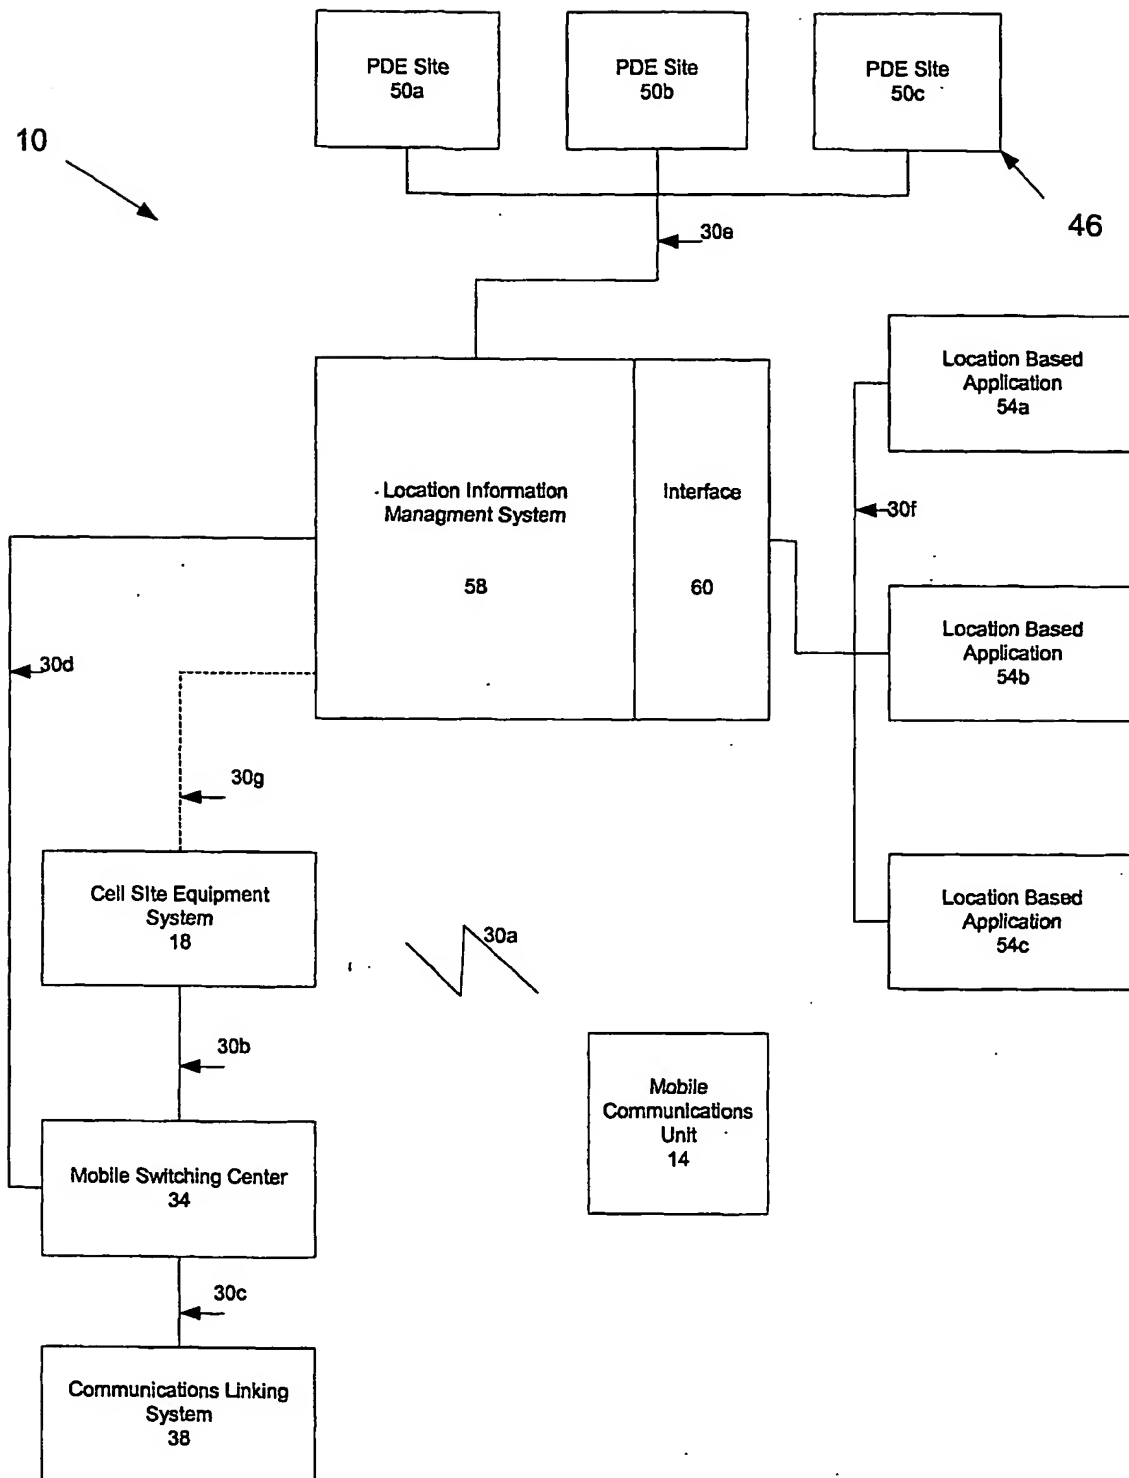 PDE Site
50a
PDE Site
50b
PDE Site
50c
10
46
30e
Location Based
Application
54a
Location Information
Managment System
58
Interface
60
30f
Location Based
Application
54b
30d
30g
Cell Site Equipment
System
18
30a
Location Based
Application
54c
30b
Mobile
Communications
Unit
14
Mobile Switching Center
34
30c
Communications Linking
System
38